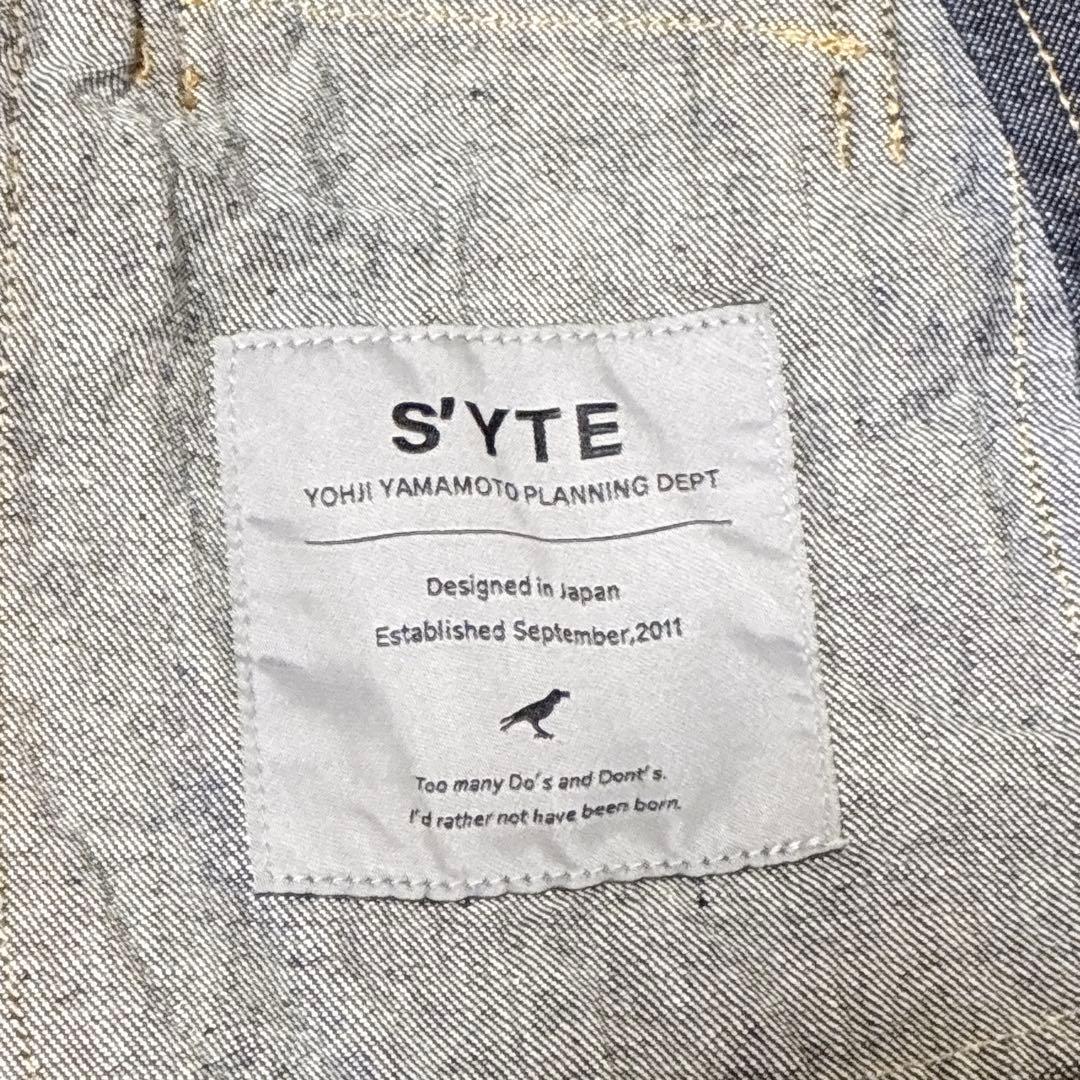 S'YTE
YOHJI YAMAMOTO PLANNING DEPT
Designed in Japan
Established September,2011
Too many Do's and Dont's.
I'd rather not have been born.